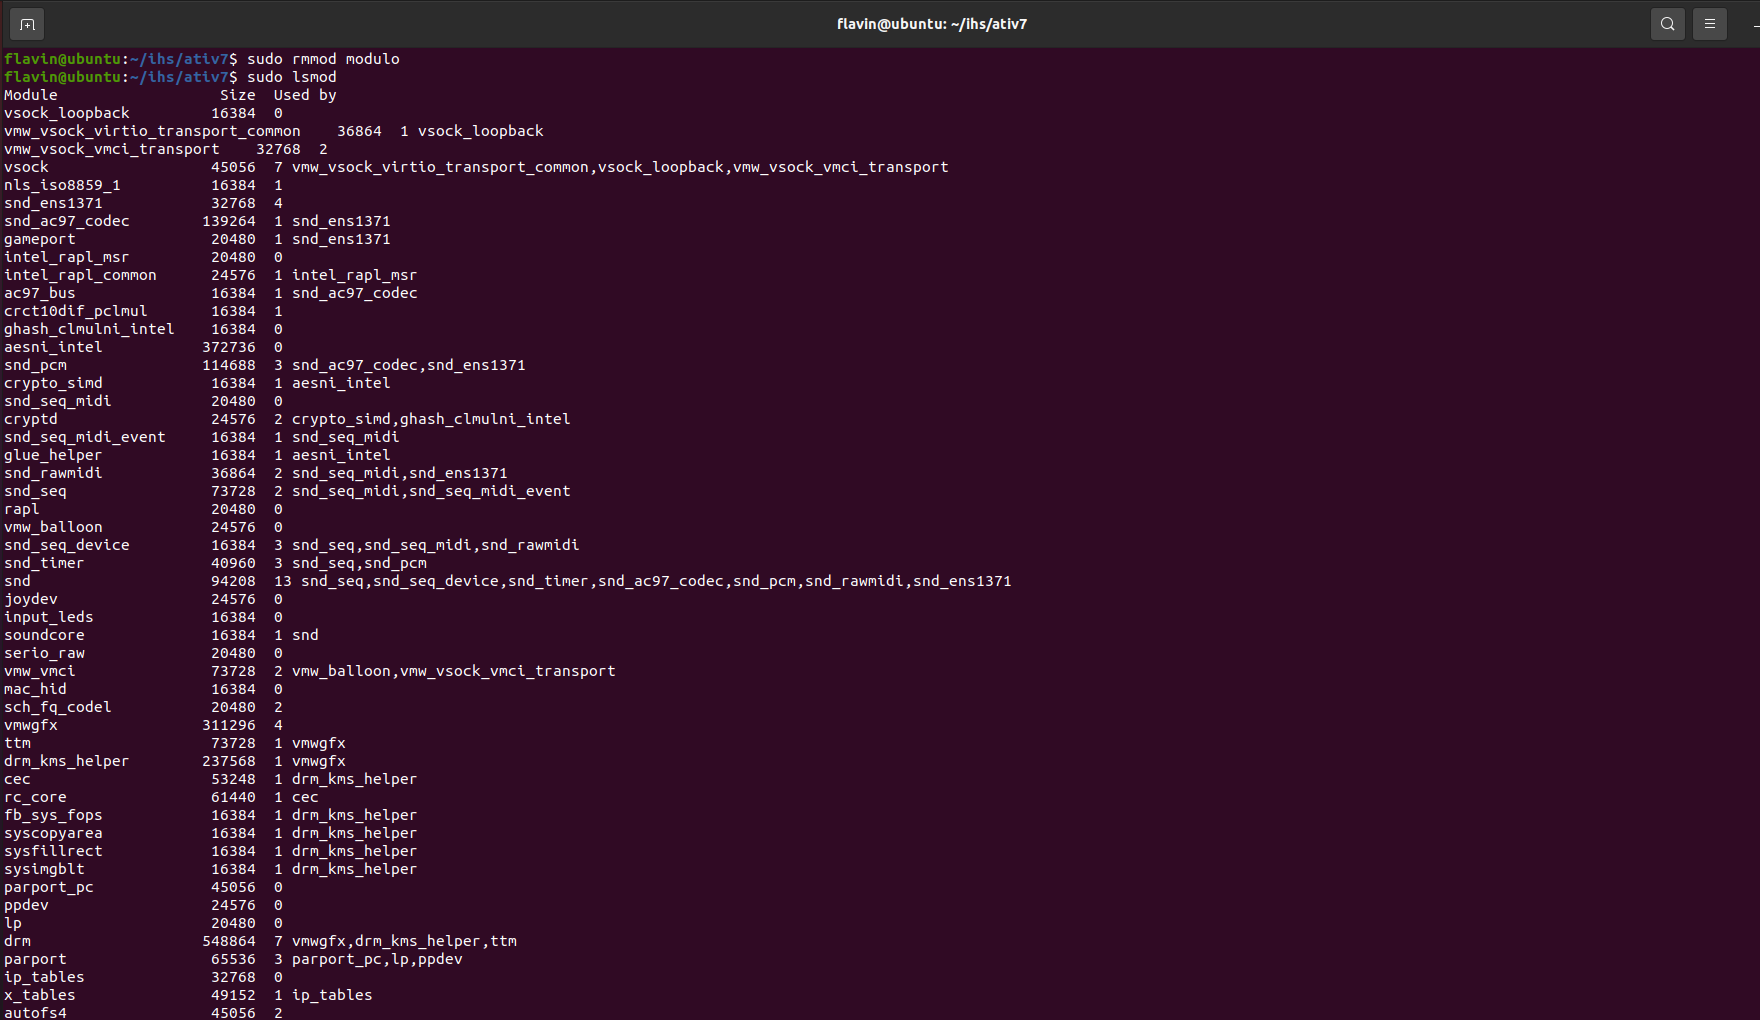 flavin@ubuntu: ~/ihs/ativ7
flavin@ubuntu:~/ihs/ativ7$ sudo rmmod modulo
flavin@ubuntu:~/ihs/ativ7$ sudo lsmod
Module                  Size  Used by
vsock_loopback         16384  0
vmw_vsock_virtio_transport_common    36864  1 vsock_loopback
vmw_vsock_vmci_transport    32768  2
vsock                  45056  7 vmw_vsock_virtio_transport_common,vsock_loopback,vmw_vsock_vmci_transport
nls_iso8859_1          16384  1
snd_ens1371            32768  4
snd_ac97_codec        139264  1 snd_ens1371
gameport               20480  1 snd_ens1371
intel_rapl_msr         20480  0
intel_rapl_common      24576  1 intel_rapl_msr
ac97_bus               16384  1 snd_ac97_codec
crct10dif_pclmul       16384  1
ghash_clmulni_intel    16384  0
aesni_intel           372736  0
snd_pcm               114688  3 snd_ac97_codec,snd_ens1371
crypto_simd            16384  1 aesni_intel
snd_seq_midi           20480  0
cryptd                 24576  2 crypto_simd,ghash_clmulni_intel
snd_seq_midi_event     16384  1 snd_seq_midi
glue_helper            16384  1 aesni_intel
snd_rawmidi            36864  2 snd_seq_midi,snd_ens1371
snd_seq                73728  2 snd_seq_midi,snd_seq_midi_event
rapl                   20480  0
vmw_balloon            24576  0
snd_seq_device         16384  3 snd_seq,snd_seq_midi,snd_rawmidi
snd_timer              40960  3 snd_seq,snd_pcm
snd                    94208  13 snd_seq,snd_seq_device,snd_timer,snd_ac97_codec,snd_pcm,snd_rawmidi,snd_ens1371
joydev                 24576  0
input_leds             16384  0
soundcore              16384  1 snd
serio_raw              20480  0
vmw_vmci               73728  2 vmw_balloon,vmw_vsock_vmci_transport
mac_hid                16384  0
sch_fq_codel           20480  2
vmwgfx                311296  4
ttm                    73728  1 vmwgfx
drm_kms_helper        237568  1 vmwgfx
cec                    53248  1 drm_kms_helper
rc_core                61440  1 cec
fb_sys_fops            16384  1 drm_kms_helper
syscopyarea            16384  1 drm_kms_helper
sysfillrect            16384  1 drm_kms_helper
sysimgblt              16384  1 drm_kms_helper
parport_pc             45056  0
ppdev                  24576  0
lp                     20480  0
drm                   548864  7 vmwgfx,drm_kms_helper,ttm
parport                65536  3 parport_pc,lp,ppdev
ip_tables              32768  0
x_tables               49152  1 ip_tables
autofs4                45056  2